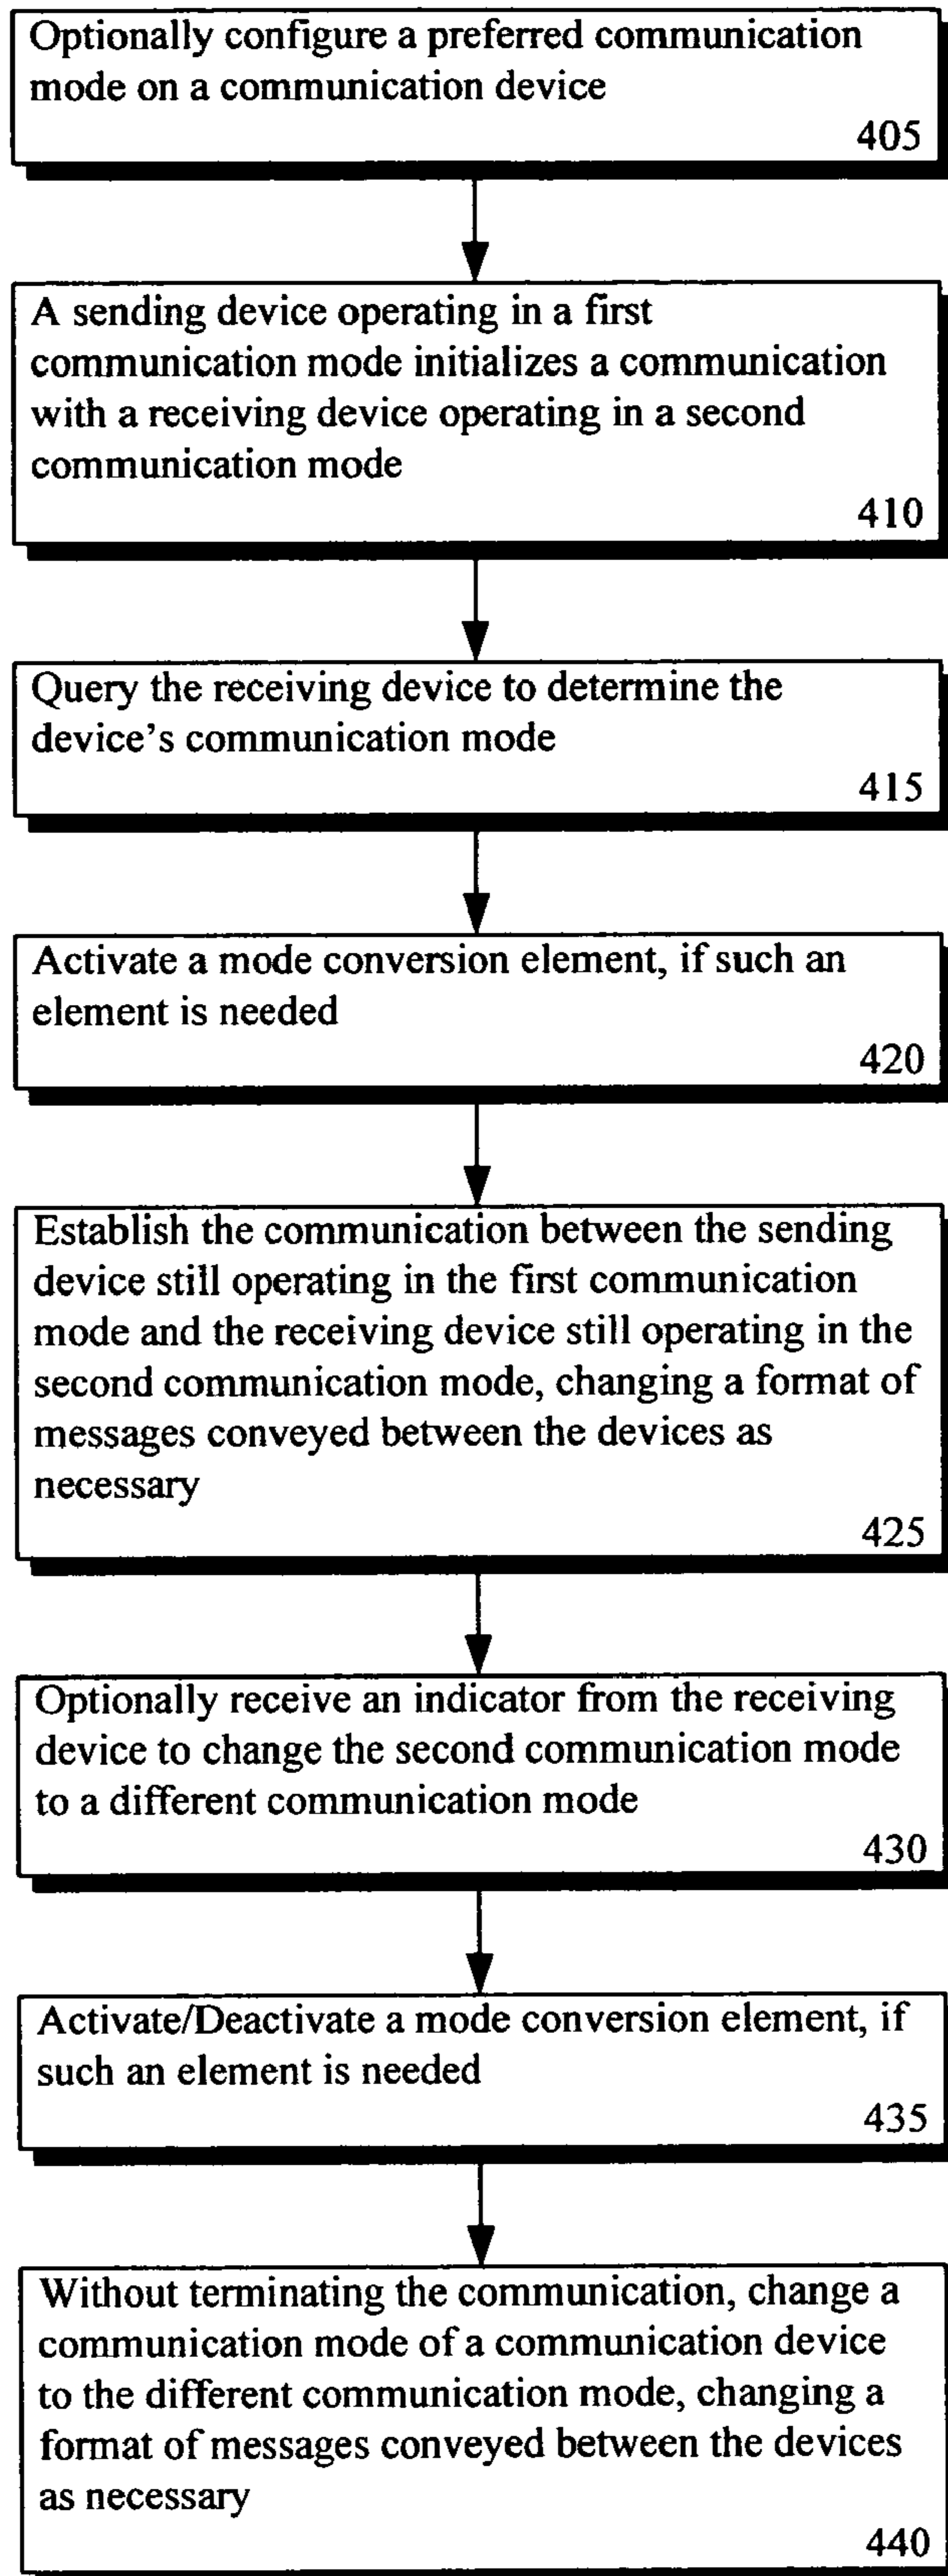 Optionally configure a preferred communication
mode on a communication device
405
A sending device operating in a first
communication mode initializes a communication
with a receiving device operating in a second
communication mode
410
Query the receiving device to determine the
device's communication mode
415
Activate a mode conversion element, if such an
element is needed
420
Establish the communication between the sending
device still operating in the first communication
mode and the receiving device still operating in the
second communication mode, changing a format of
messages conveyed between the devices as
necessary
425
Optionally receive an indicator from the receiving
device to change the second communication mode
to a different communication mode
430
Activate/Deactivate a mode conversion element, if
such an element is needed
435
Without terminating the communication, change a
communication mode of a communication device
to the different communication mode, changing a
format of messages conveyed between the devices
as necessary
440